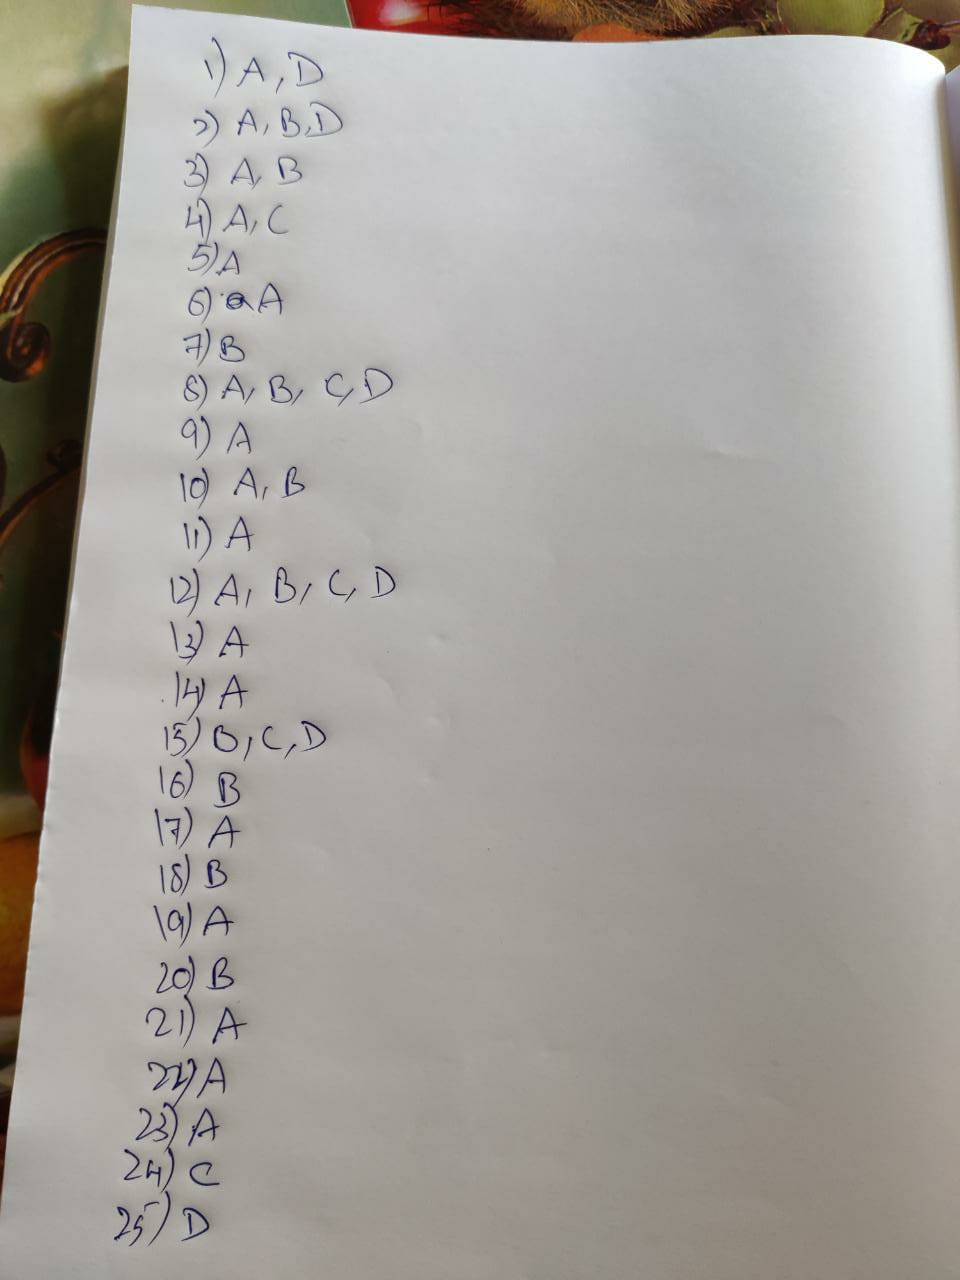 1) A, D
2) A, B, D
3) A, B
4) A, C
5) A
6) A
7) B
8) A, B, C, D
9) A
10) A, B
11) A
12) A, B, C, D
13) A
14) A
15) B, C, D
16) B
17) A
18) B
19) A
20) B
21) A
22) A
23) A
24) C
25) D